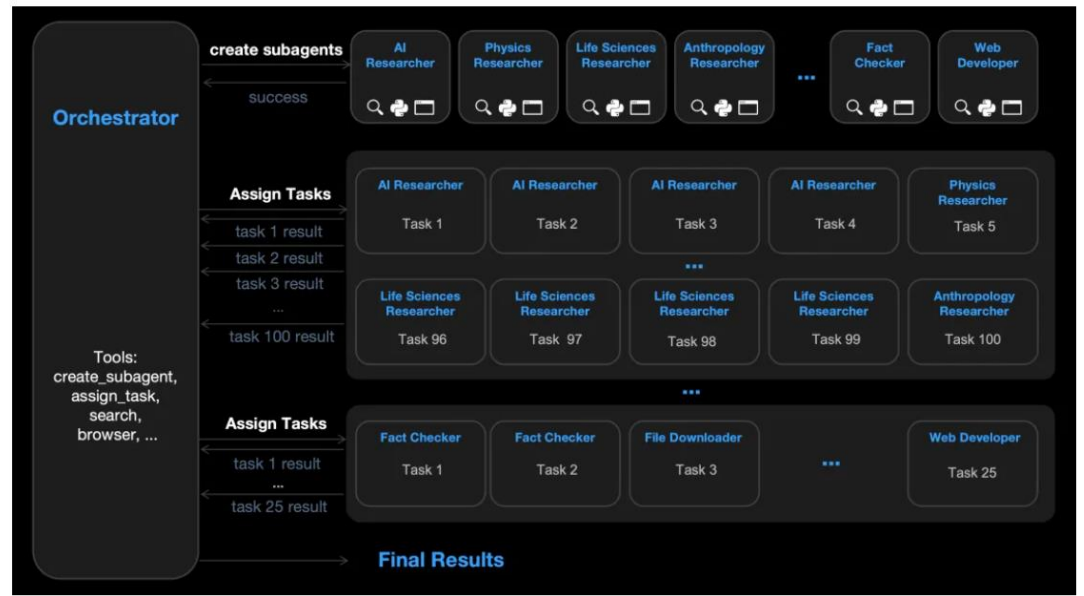 create subagents
success
Orchestrator
AI
Researcher
Physics
Researcher
Life Sciences
Researcher
Anthropology
Researcher
...
Fact
Checker
Web
Developer
Assign Tasks
task 1 result
task 2 result
task 3 result
...
task 100 result
AI Researcher
Task 1
AI Researcher
Task 2
AI Researcher
Task 3
AI Researcher
Task 4
Physics
Researcher
Task 5
...
Life Sciences
Researcher
Task 96
Life Sciences
Researcher
Task 97
Life Sciences
Researcher
Task 98
Life Sciences
Researcher
Task 99
Anthropology
Researcher
Task 100
...
Tools:
create_subagent,
assign_task,
search,
browser, ...
Assign Tasks
task 1 result
...
task 25 result
Fact Checker
Task 1
Fact Checker
Task 2
File Downloader
Task 3
...
Web Developer
Task 25
Final Results